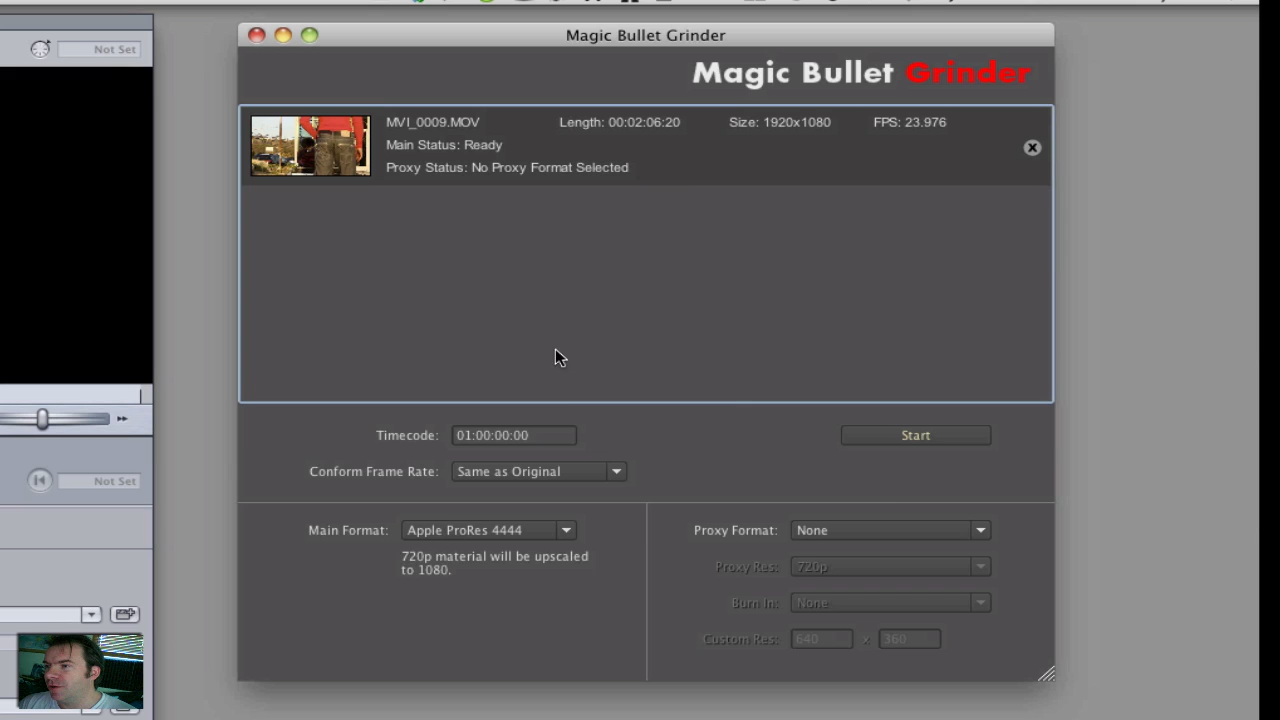 Magic Bullet Grinder
Not Set
Magic Bullet Grinder
MVI_0009.MOV Length: 00:02:06:20 Size: 1920x1080 FPS: 23.976
Main Status: Ready
Proxy Status: No Proxy Format Selected
Timecode: 01:00:00:00 Start
Conform Frame Rate: Same as Original
Not Set
Main Format: Apple ProRes 4444
720p material will be upscaled
to 1080.
Proxy Format: None
Proxy Res: 720p
Burn In: None
Custom Res: 640 x 360